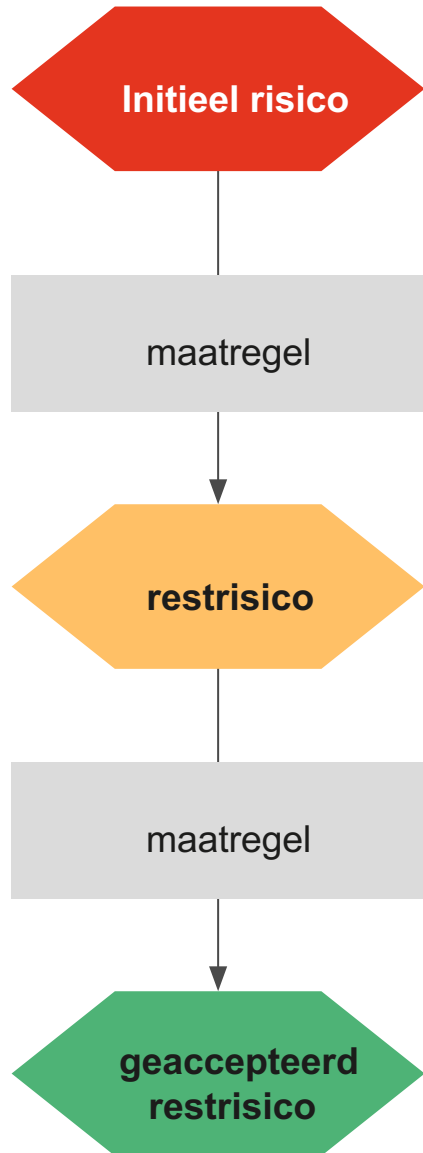 Initieel risico
maatregel
restrisico
maatregel
geaccepteerd
restrisico